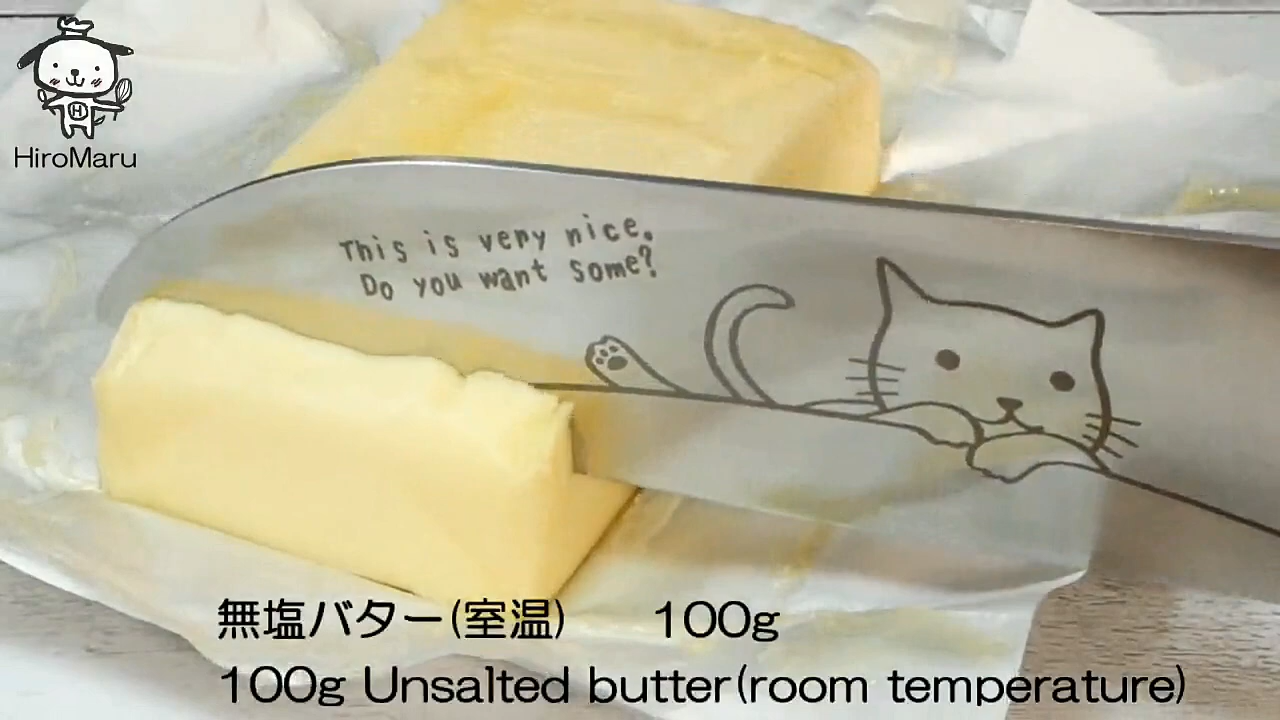 HiroMaru
This is very nice.
Do you want some?
無塩バター(室温) 100g
100g Unsalted butter(room temperature)